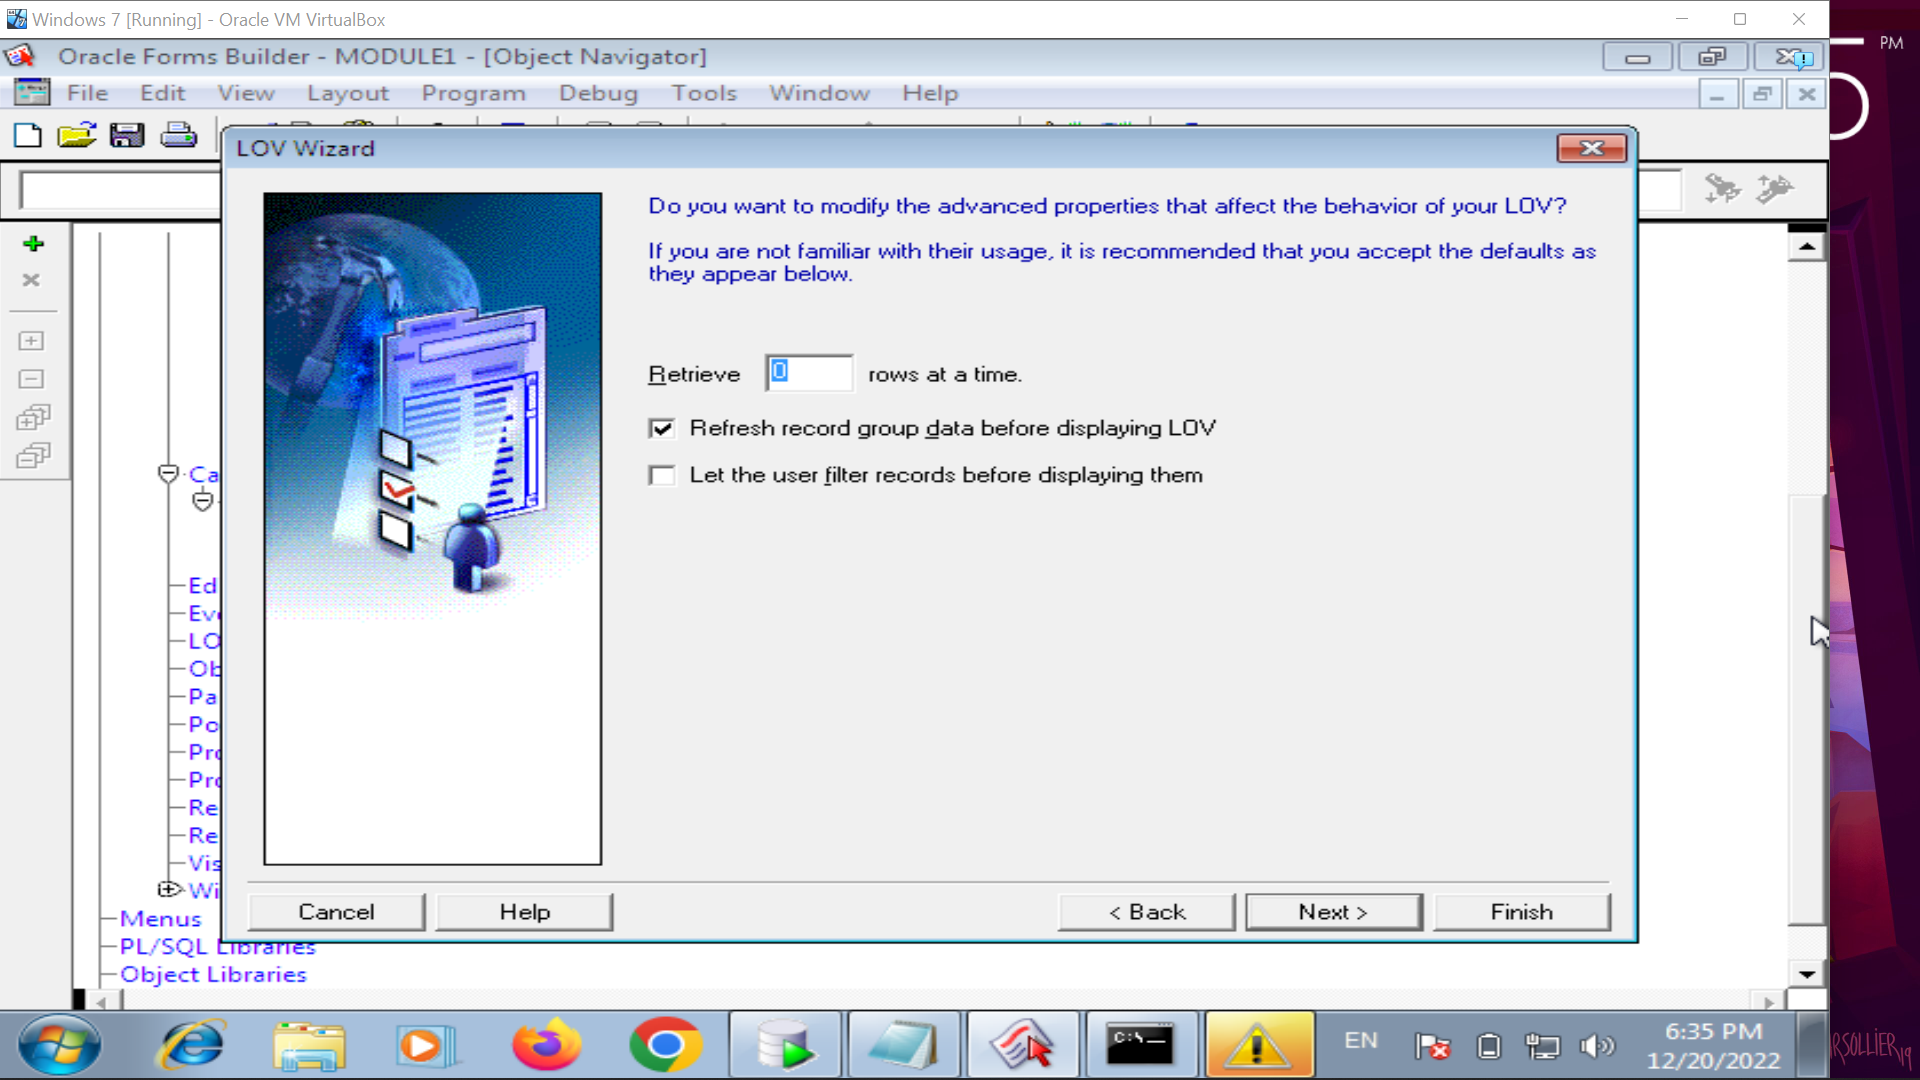 Windows 7 [Running] - Oracle VM VirtualBox
PM
Oracle Forms Builder - MODULE1 - [Object Navigator]
File Edit View Layout Program Debug Tools Window Help
LOV Wizard
Do you want to modify the advanced properties that affect the behavior of your LOV?
If you are not familiar with their usage, it is recommended that you accept the defaults as
they appear below.
Retrieve 0 rows at a time.
Refresh record group data before displaying LOV
Let the user filter records before displaying them
Ca
Ed
Eve
LO
Ob
Pa
Po
Pro
Pro
Re
Re
Vis
Wi
Menus
PL/SQL Libraries
Object Libraries
Cancel Help < Back Next > Finish
C:\_
EN
6:35 PM
12/20/2022